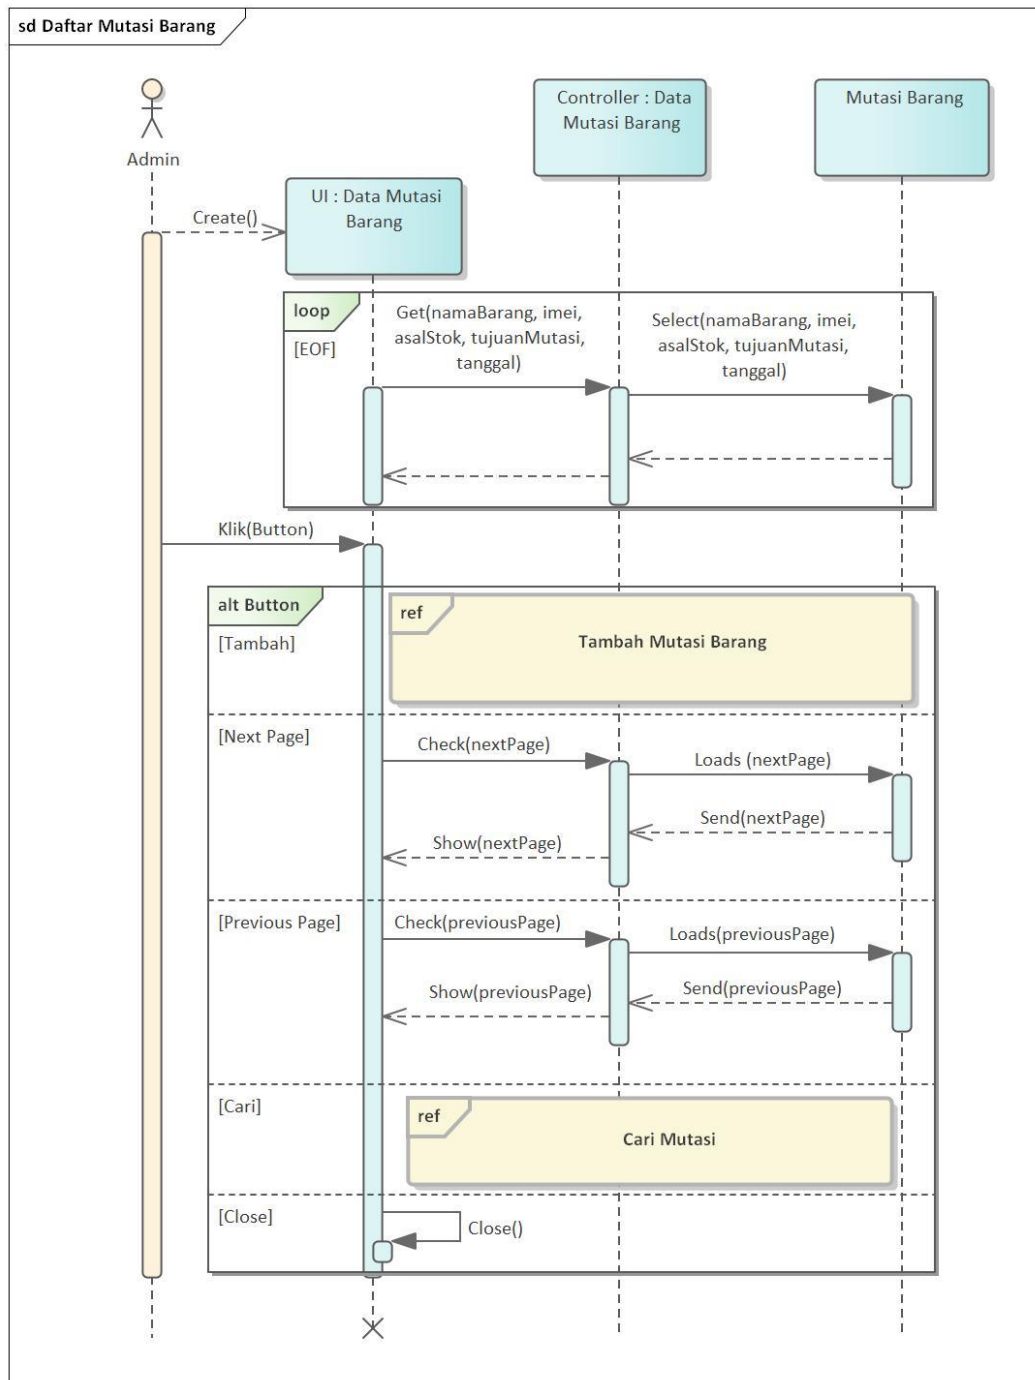 sd Daftar Mutasi Barang
Admin
Controller : Data
Mutasi Barang
Mutasi Barang
UI : Data Mutasi
Barang
Create()
loop
[EOF]
Get(namaBarang, imei,
asalStok, tujuanMutasi,
tanggal)
Select(namaBarang, imei,
asalStok, tujuanMutasi,
tanggal)
Klik(Button)
alt Button
[Tambah]
ref
Tambah Mutasi Barang
[Next Page]
Check(nextPage)
Loads (nextPage)
Send(nextPage)
Show(nextPage)
[Previous Page]
Check(previousPage)
Loads(previousPage)
Send(previousPage)
Show(previousPage)
[Cari]
ref
Cari Mutasi
[Close]
Close()